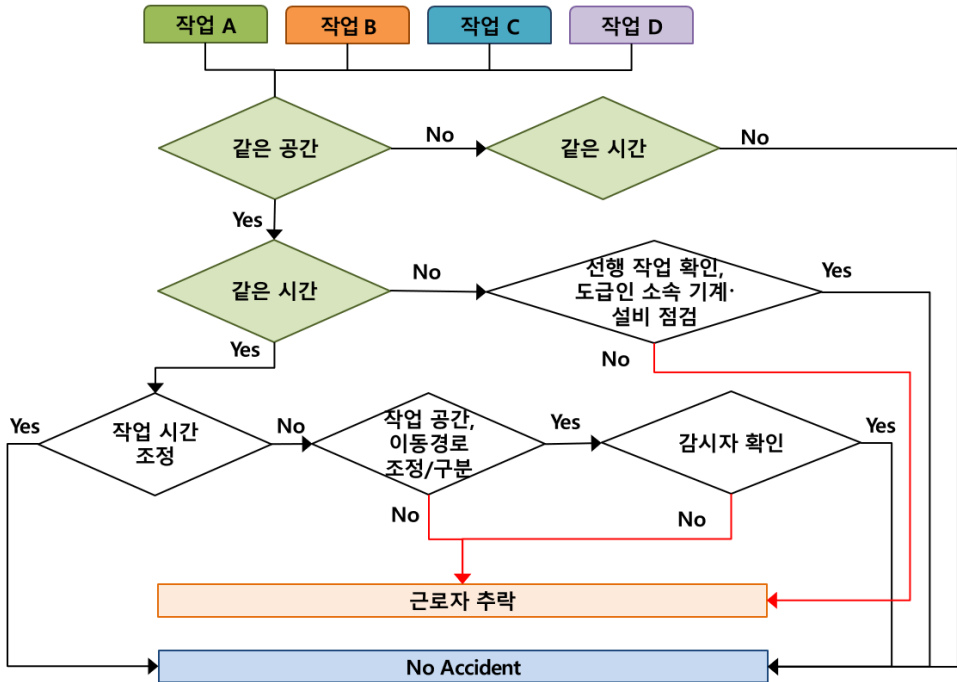 작업 A
작업 B
작업 C
작업 D
같은 공간
No
같은 시간
No
Yes
같은 시간
No
선행 작업 확인,
도급인 소속 기계·
설비 점검
Yes
Yes
No
Yes
작업 시간
조정
No
작업 공간,
이동경로
조정/구분
Yes
감시자 확인
Yes
No
No
근로자 추락
No Accident